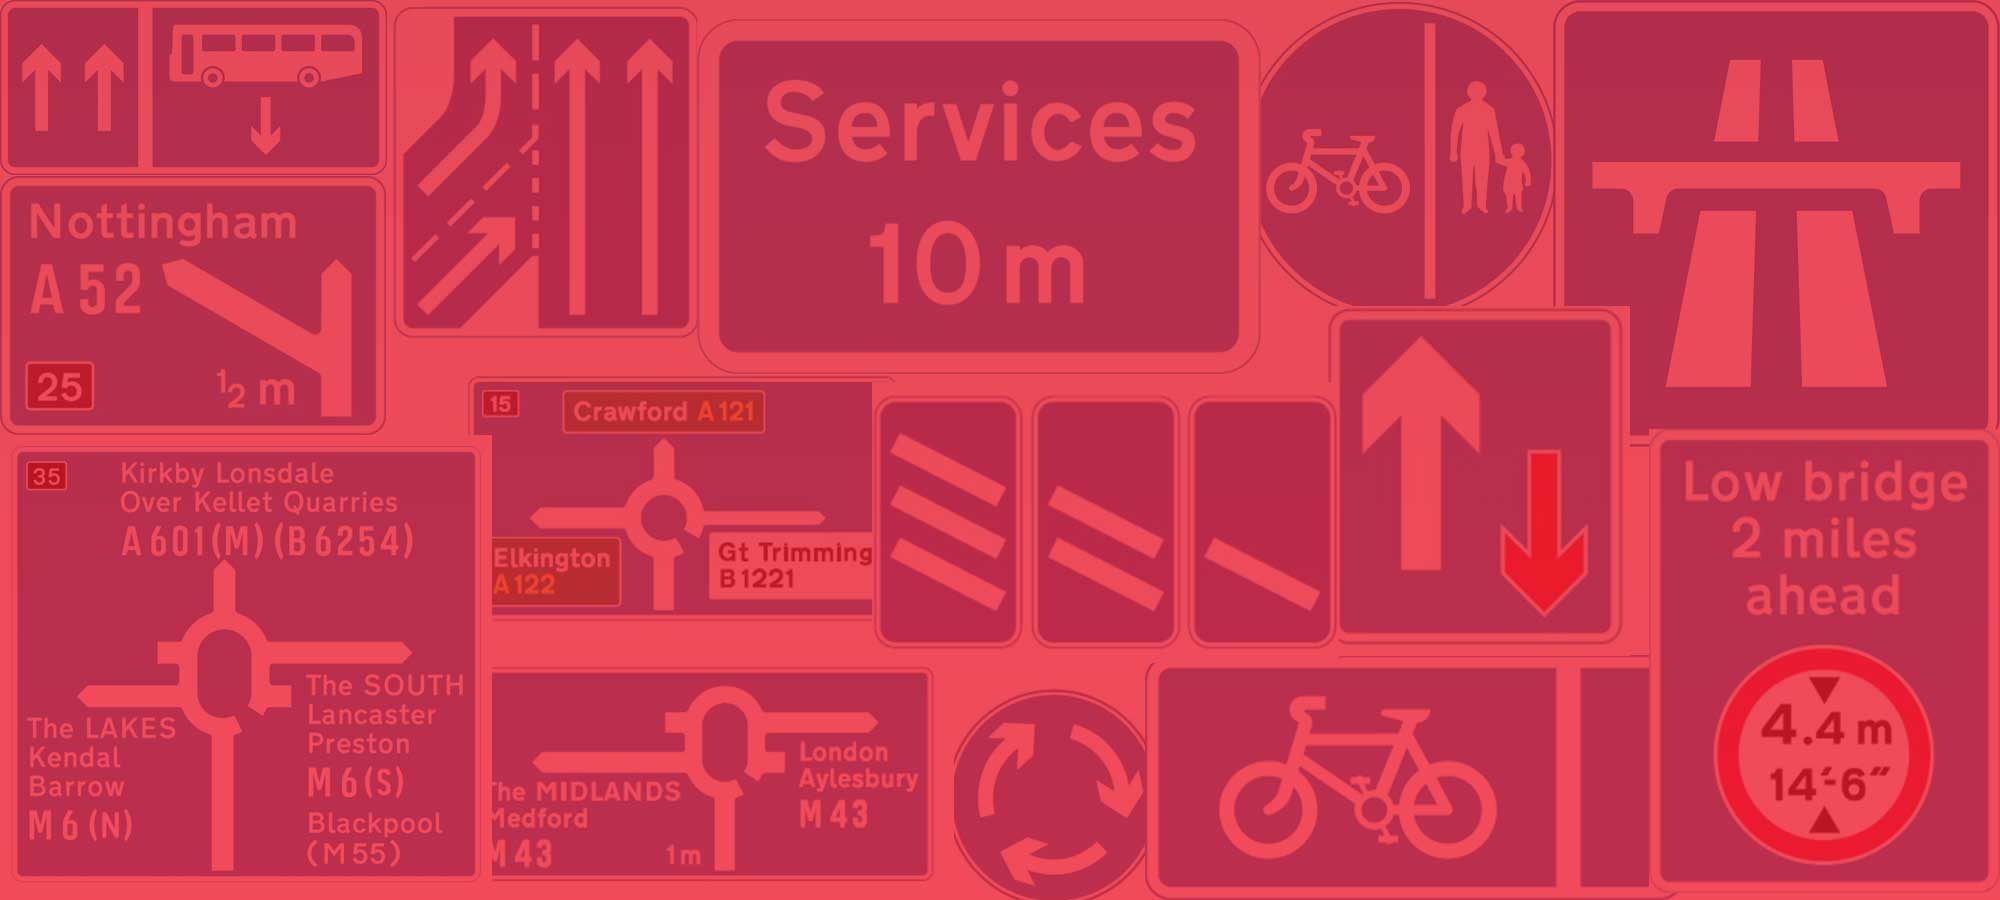 Services
10 m
Nottingham
A 52
25
½ m
15
Crawford A 121
Elkington
A 122
Gt Trimming
B 1221
35
Kirkby Lonsdale
Over Kellet Quarries
A 601(M) (B 6254)
The LAKES
Kendal
Barrow
M 6 (N)
The SOUTH
Lancaster
Preston
M 6 (S)
Blackpool
(M 55)
The MIDLANDS
Medford
M 43
1 m
London
Aylesbury
M 43
Low bridge
2 miles
ahead
4.4 m
14'-6"